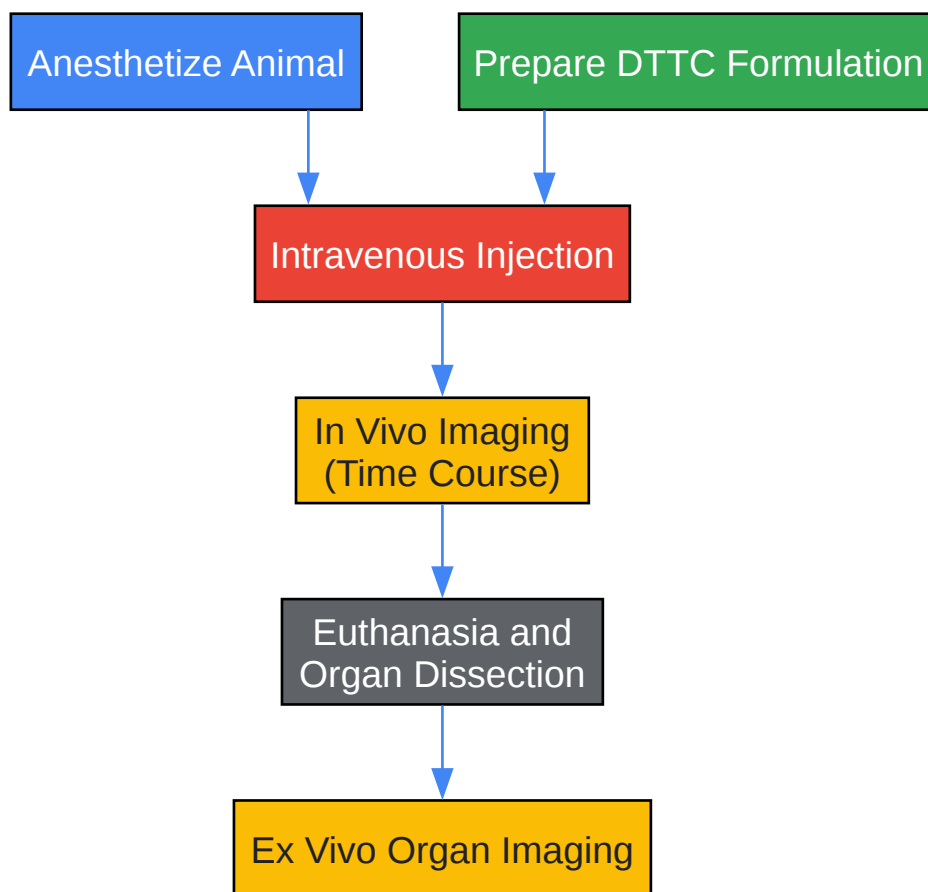 Anesthetize Animal
Prepare DTTC Formulation
Intravenous Injection
In Vivo Imaging
(Time Course)
Euthanasia and
Organ Dissection
Ex Vivo Organ Imaging